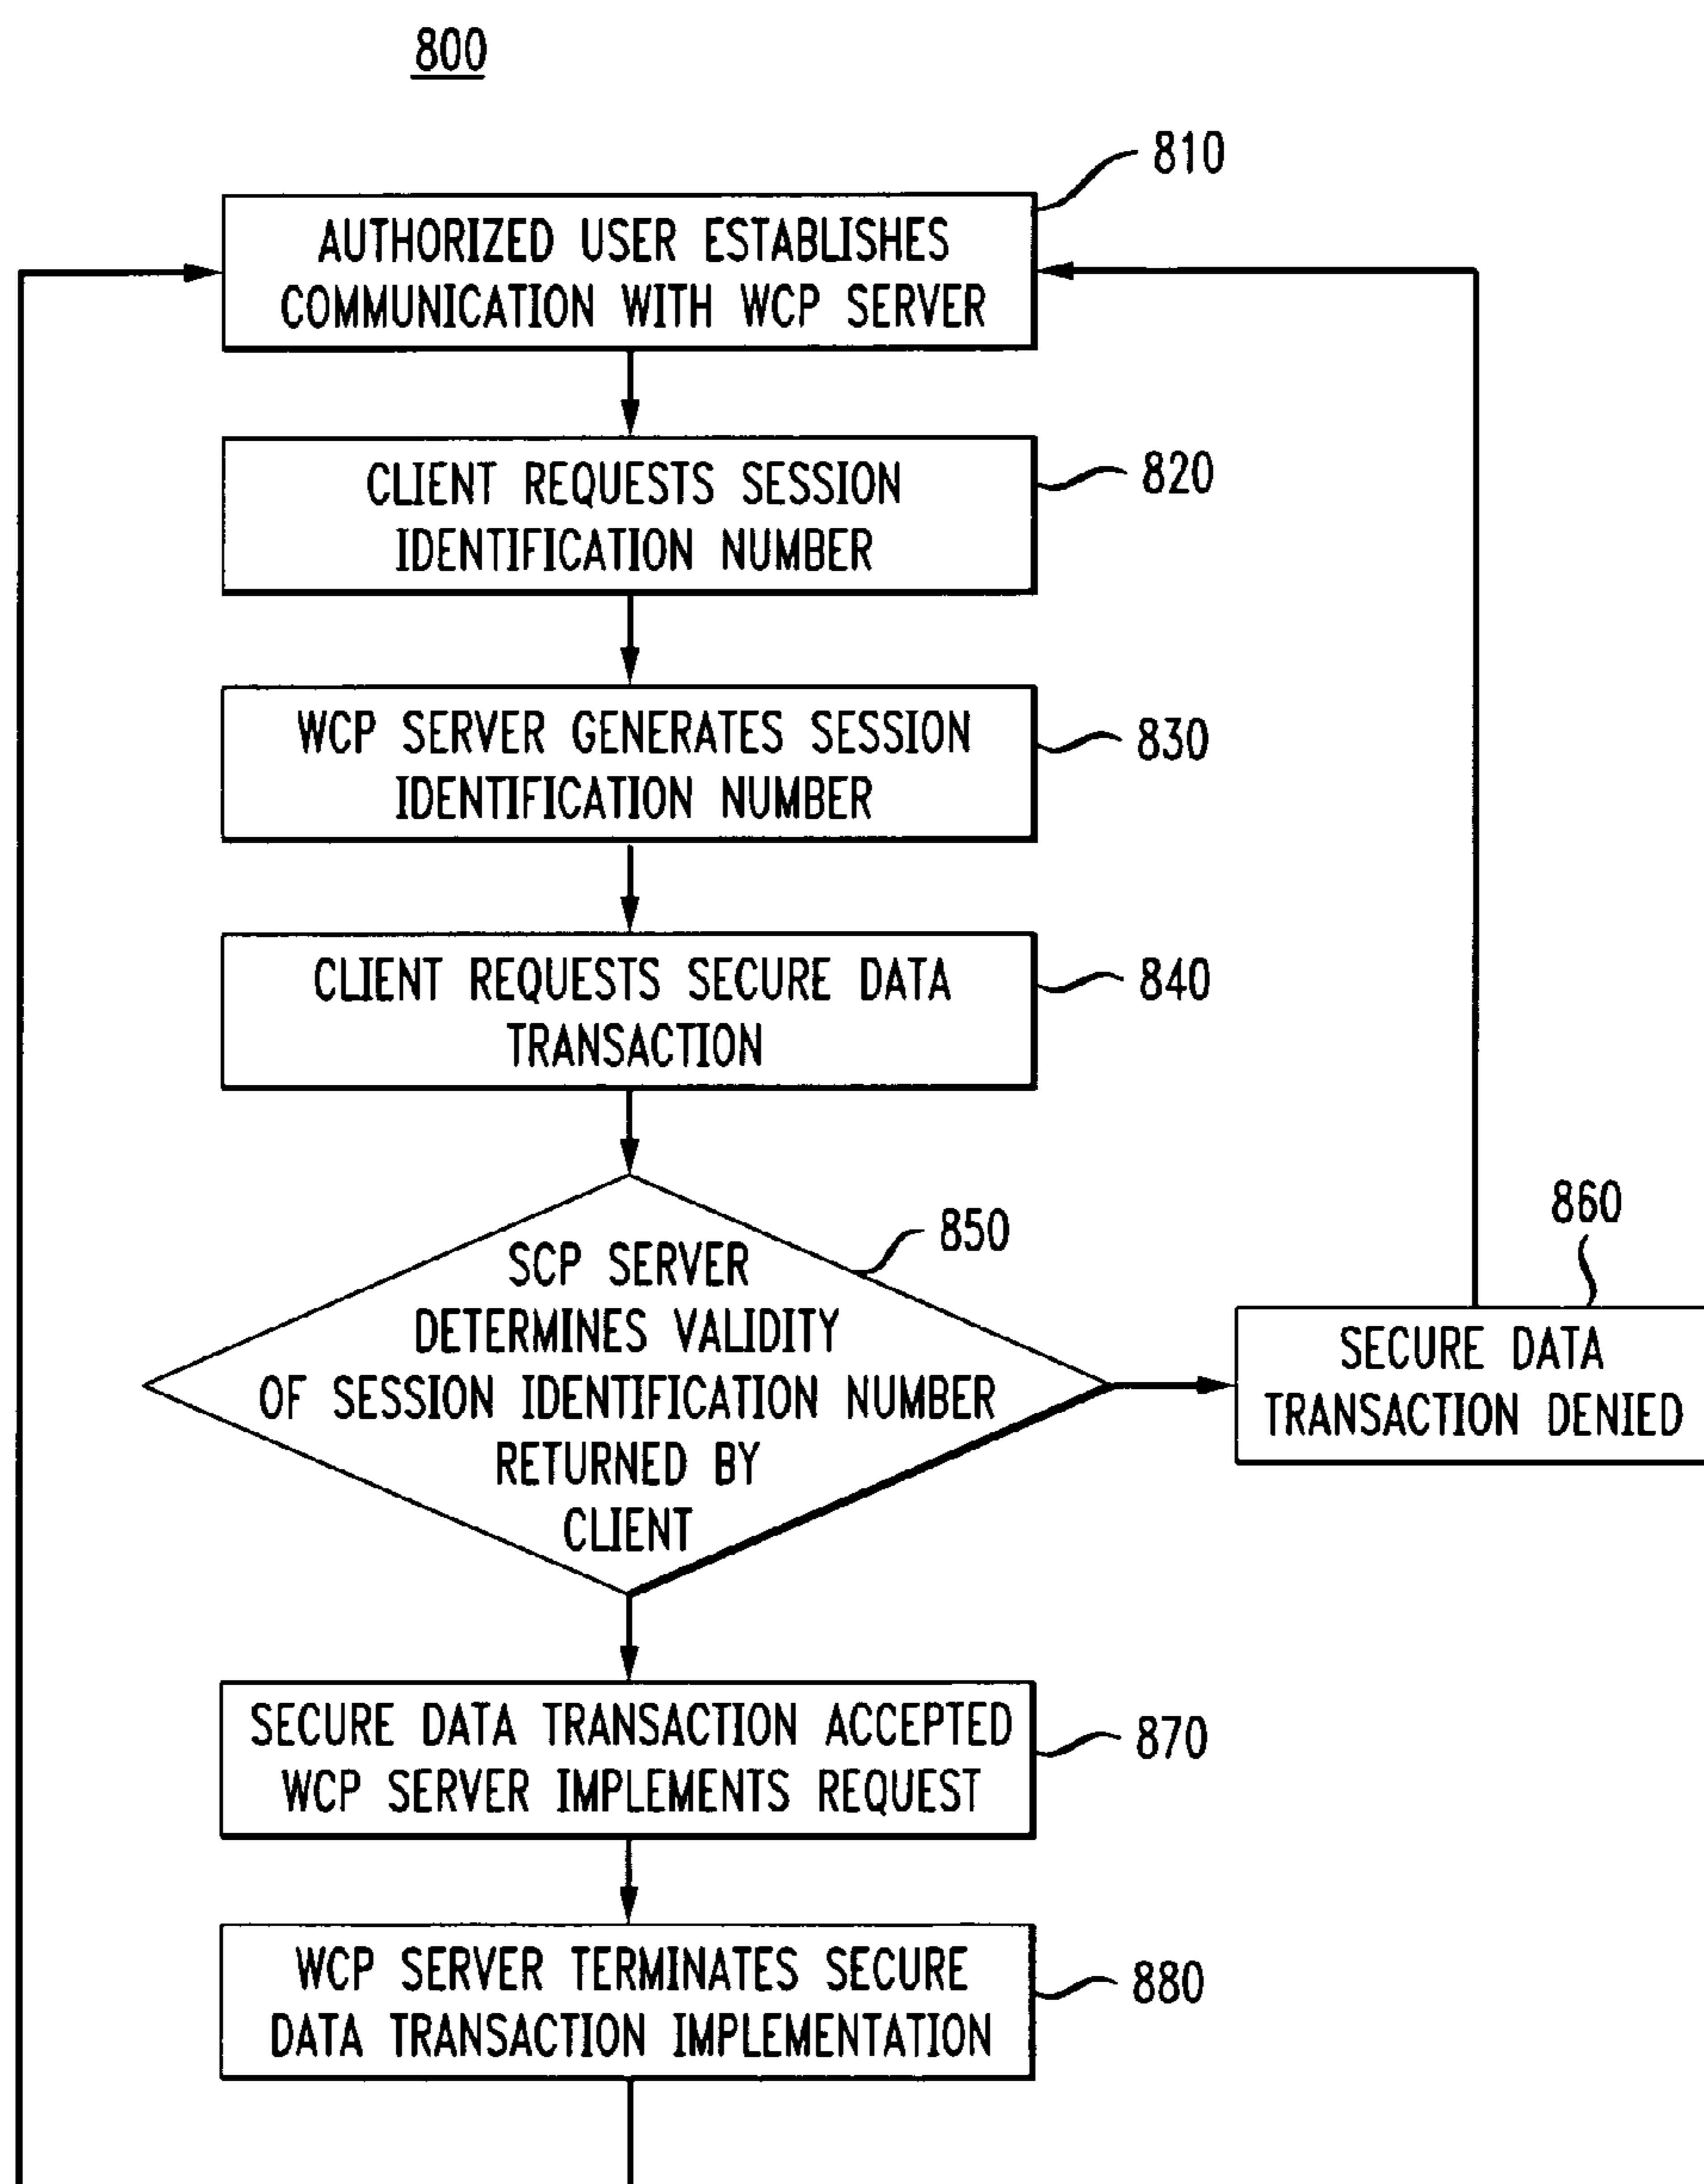 800
810
AUTHORIZED USER ESTABLISHES
COMMUNICATION WITH WCP SERVER
CLIENT REQUESTS SESSION
IDENTIFICATION NUMBER
820
WCP SERVER GENERATES SESSION
IDENTIFICATION NUMBER
830
CLIENT REQUESTS SECURE DATA
TRANSACTION
840
SCP SERVER
DETERMINES VALIDITY
OF SESSION IDENTIFICATION NUMBER
RETURNED BY
CLIENT
850
860
SECURE DATA
TRANSACTION DENIED
SECURE DATA TRANSACTION ACCEPTED
WCP SERVER IMPLEMENTS REQUEST
870
WCP SERVER TERMINATES SECURE
DATA TRANSACTION IMPLEMENTATION
880